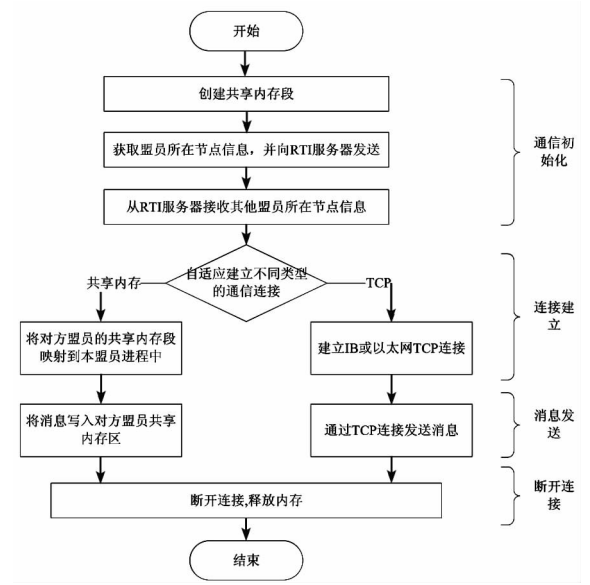 开始
创建共享内存段
获取盟员所在节点信息，并向RTI服务器发送
从RTI服务器接收其他盟员所在节点信息
通信初
始化
自适应建立不同类型
的通信连接
共享内存
TCP
将对方盟员的共享内存段
映射到本盟员进程中
建立IB或以太网TCP连接
连接建
立
将消息写入对方盟员共享
内存区
通过TCP连接发送消息
消息发
送
断开连接,释放内存
断开连
接
结束